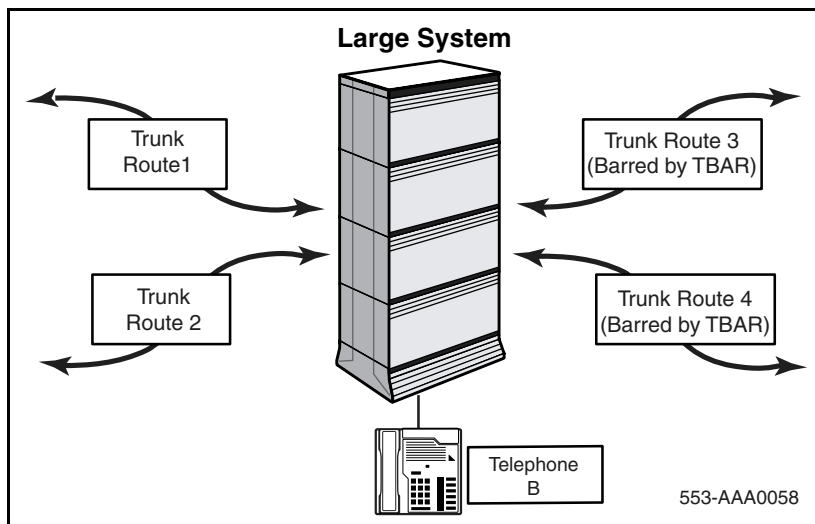 Large System
Trunk
Route1
Trunk Route 3
(Barred by TBAR)
Trunk
Route 2
Trunk Route 4
(Barred by TBAR)
Telephone
B
553-AAA0058